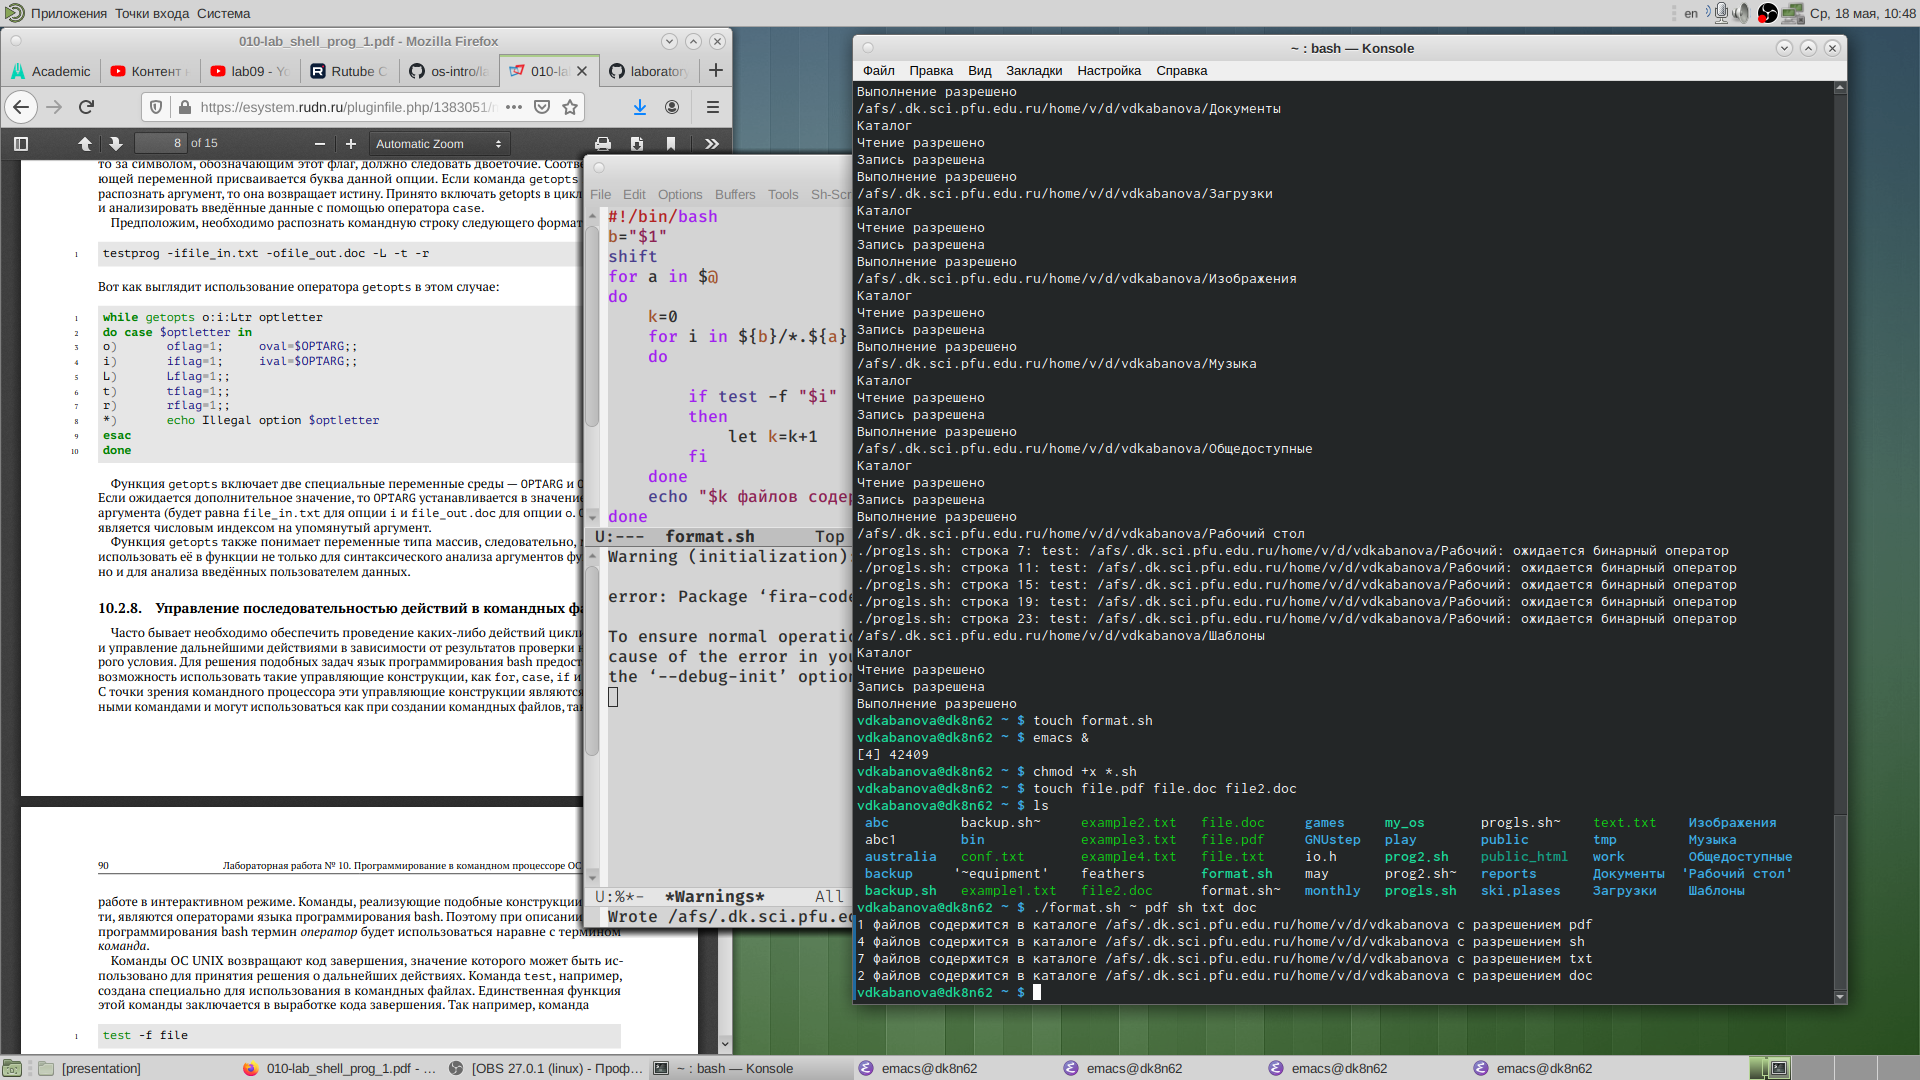 Приложения Точки входа Система
en
Ср, 18 мая, 10:48
010-lab_shell_prog_1.pdf - Mozilla Firefox
Academic
Контент
lab09 - Yo
Rutube C
os-intro/la
010-la
laboratory
https://esystem.rudn.ru/pluginfile.php/1383051/
8 of 15
Automatic Zoom
то за символом, обозначающим этот флаг, должно следовать двоеточие. Соотве
ющей переменной присваивается буква данной опции. Если команда getopts
распознать аргумент, то она возвращает истину. Принято включать getopts в цикл
и анализировать введённые данные с помощью оператора case.
Предположим, необходимо распознать командную строку следующего формат
1 testprog -ifile_in.txt -ofile_out.doc -L -t -r
Вот как выглядит использование оператора getopts в этом случае:
1 while getopts o:i:Ltr optletter
2 do case $optletter in
3 o) oflag=1; oval=$OPTARG;;
4 i) iflag=1; ival=$OPTARG;;
5 L) Lflag=1;;
6 t) tflag=1;;
7 r) rflag=1;;
8 *) echo Illegal option $optletter
9 esac
10 done
Функция getopts включает две специальные переменные среды — OPTARG и
Если ожидается дополнительное значение, то OPTARG устанавливается в значение
аргумента (будет равна file_in.txt для опции i и file_out.doc для опции o.
является числовым индексом на упомянутый аргумент.
Функция getopts также понимает переменные типа массив, следовательно,
использовать её в функции не только для синтаксического анализа аргументов фу
но и для анализа введённых пользователем данных.
10.2.8. Управление последовательностью действий в командных фа
Часто бывает необходимо обеспечить проведение каких-либо действий цикли
и управление дальнейшими действиями в зависимости от результатов проверки н
рого условия. Для решения подобных задач язык программирования bash предост
возможность использовать такие управляющие конструкции, как for, case, if и
С точки зрения командного процессора эти управляющие конструкции являются
ными командами и могут использоваться как при создании командных файлов, так
90 Лабораторная работа № 10. Программирование в командном процессоре ОС
работе в интерактивном режиме. Команды, реализующие подобные конструкции,
ти, являются операторами языка программирования bash. Поэтому при описании
программирования bash термин оператор будет использоваться наравне с термином
команда.
Команды ОС UNIX возвращают код завершения, значение которого может быть ис-
пользовано для принятия решения о дальнейших действиях. Команда test, например,
создана специально для использования в командных файлах. Единственная функция
этой команды заключается в выработке кода завершения. Так например, команда
1 test -f file
File Edit Options Buffers Tools Sh-Scr
#!/bin/bash
b="$1"
shift
for a in $@
do
k=0
for i in ${b}/*.${a}
do
if test -f "$i"
then
let k=k+1
fi
done
echo "$k файлов содер
done
U:--- format.sh Top
Warning (initialization):
error: Package ‘fira-code
To ensure normal operatio
cause of the error in you
the ‘--debug-init’ option
U:%*- *Warnings* All
Wrote /afs/.dk.sci.pfu.ed
~ : bash — Konsole
Файл Правка Вид Закладки Настройка Справка
Выполнение разрешено
/afs/.dk.sci.pfu.edu.ru/home/v/d/vdkabanova/Документы
Каталог
Чтение разрешено
Запись разрешена
Выполнение разрешено
/afs/.dk.sci.pfu.edu.ru/home/v/d/vdkabanova/Загрузки
Каталог
Чтение разрешено
Запись разрешена
Выполнение разрешено
/afs/.dk.sci.pfu.edu.ru/home/v/d/vdkabanova/Изображения
Каталог
Чтение разрешено
Запись разрешена
Выполнение разрешено
/afs/.dk.sci.pfu.edu.ru/home/v/d/vdkabanova/Музыка
Каталог
Чтение разрешено
Запись разрешена
Выполнение разрешено
/afs/.dk.sci.pfu.edu.ru/home/v/d/vdkabanova/Общедоступные
Каталог
Чтение разрешено
Запись разрешена
Выполнение разрешено
/afs/.dk.sci.pfu.edu.ru/home/v/d/vdkabanova/Рабочий стол
./progls.sh: строка 7: test: /afs/.dk.sci.pfu.edu.ru/home/v/d/vdkabanova/Рабочий: ожидается бинарный оператор
./progls.sh: строка 11: test: /afs/.dk.sci.pfu.edu.ru/home/v/d/vdkabanova/Рабочий: ожидается бинарный оператор
./progls.sh: строка 15: test: /afs/.dk.sci.pfu.edu.ru/home/v/d/vdkabanova/Рабочий: ожидается бинарный оператор
./progls.sh: строка 19: test: /afs/.dk.sci.pfu.edu.ru/home/v/d/vdkabanova/Рабочий: ожидается бинарный оператор
./progls.sh: строка 23: test: /afs/.dk.sci.pfu.edu.ru/home/v/d/vdkabanova/Рабочий: ожидается бинарный оператор
/afs/.dk.sci.pfu.edu.ru/home/v/d/vdkabanova/Шаблоны
Каталог
Чтение разрешено
Запись разрешена
Выполнение разрешено
vdkabanova@dk8n62 ~ $ touch format.sh
vdkabanova@dk8n62 ~ $ emacs &
[4] 42409
vdkabanova@dk8n62 ~ $ chmod +x *.sh
vdkabanova@dk8n62 ~ $ touch file.pdf file.doc file2.doc
vdkabanova@dk8n62 ~ $ ls
abc backup.sh~ example2.txt file.doc games my_os progls.sh~ text.txt Изображения
abc1 bin example3.txt file.pdf GNUstep play public tmp Музыка
australia conf.txt example4.txt file.txt io.h prog2.sh public_html work Общедоступные
backup '~equipment' feathers format.sh may prog2.sh~ reports Документы 'Рабочий стол'
backup.sh example1.txt file2.doc format.sh~ monthly progls.sh ski.plases Загрузки Шаблоны
vdkabanova@dk8n62 ~ $ ./format.sh ~ pdf sh txt doc
1 файлов содержится в каталоге /afs/.dk.sci.pfu.edu.ru/home/v/d/vdkabanova с разрешением pdf
4 файлов содержится в каталоге /afs/.dk.sci.pfu.edu.ru/home/v/d/vdkabanova с разрешением sh
7 файлов содержится в каталоге /afs/.dk.sci.pfu.edu.ru/home/v/d/vdkabanova с разрешением txt
2 файлов содержится в каталоге /afs/.dk.sci.pfu.edu.ru/home/v/d/vdkabanova с разрешением doc
vdkabanova@dk8n62 ~ $
[presentation]
010-lab_shell_prog_1.pdf - …
[OBS 27.0.1 (linux) - Проф…
~ : bash — Konsole
emacs@dk8n62
emacs@dk8n62
emacs@dk8n62
emacs@dk8n62